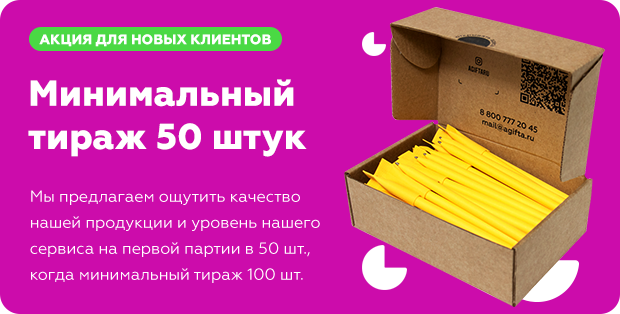 АКЦИЯ ДЛЯ НОВЫХ КЛИЕНТОВ
Минимальный
тираж 50 штук
Мы предлагаем ощутить качество
нашей продукции и уровень нашего
сервиса на первой партии в 50 шт.,
когда минимальный тираж 100 шт.
AGIFTARU
8 800 777 20 45
mail@agifta.ru